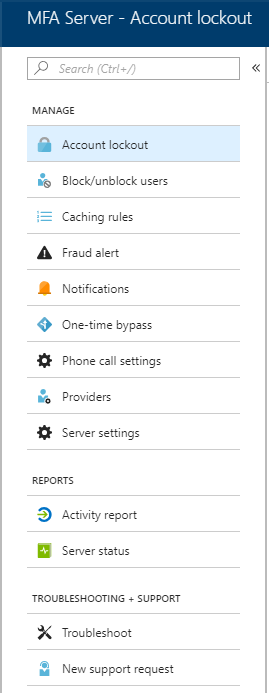 MFA Server - Account lockout
Search (Ctrl+/)
MANAGE
Account lockout
Block/unblock users
Caching rules
Fraud alert
Notifications
One-time bypass
Phone call settings
Providers
Server settings
REPORTS
Activity report
Server status
TROUBLESHOOTING + SUPPORT
Troubleshoot
New support request